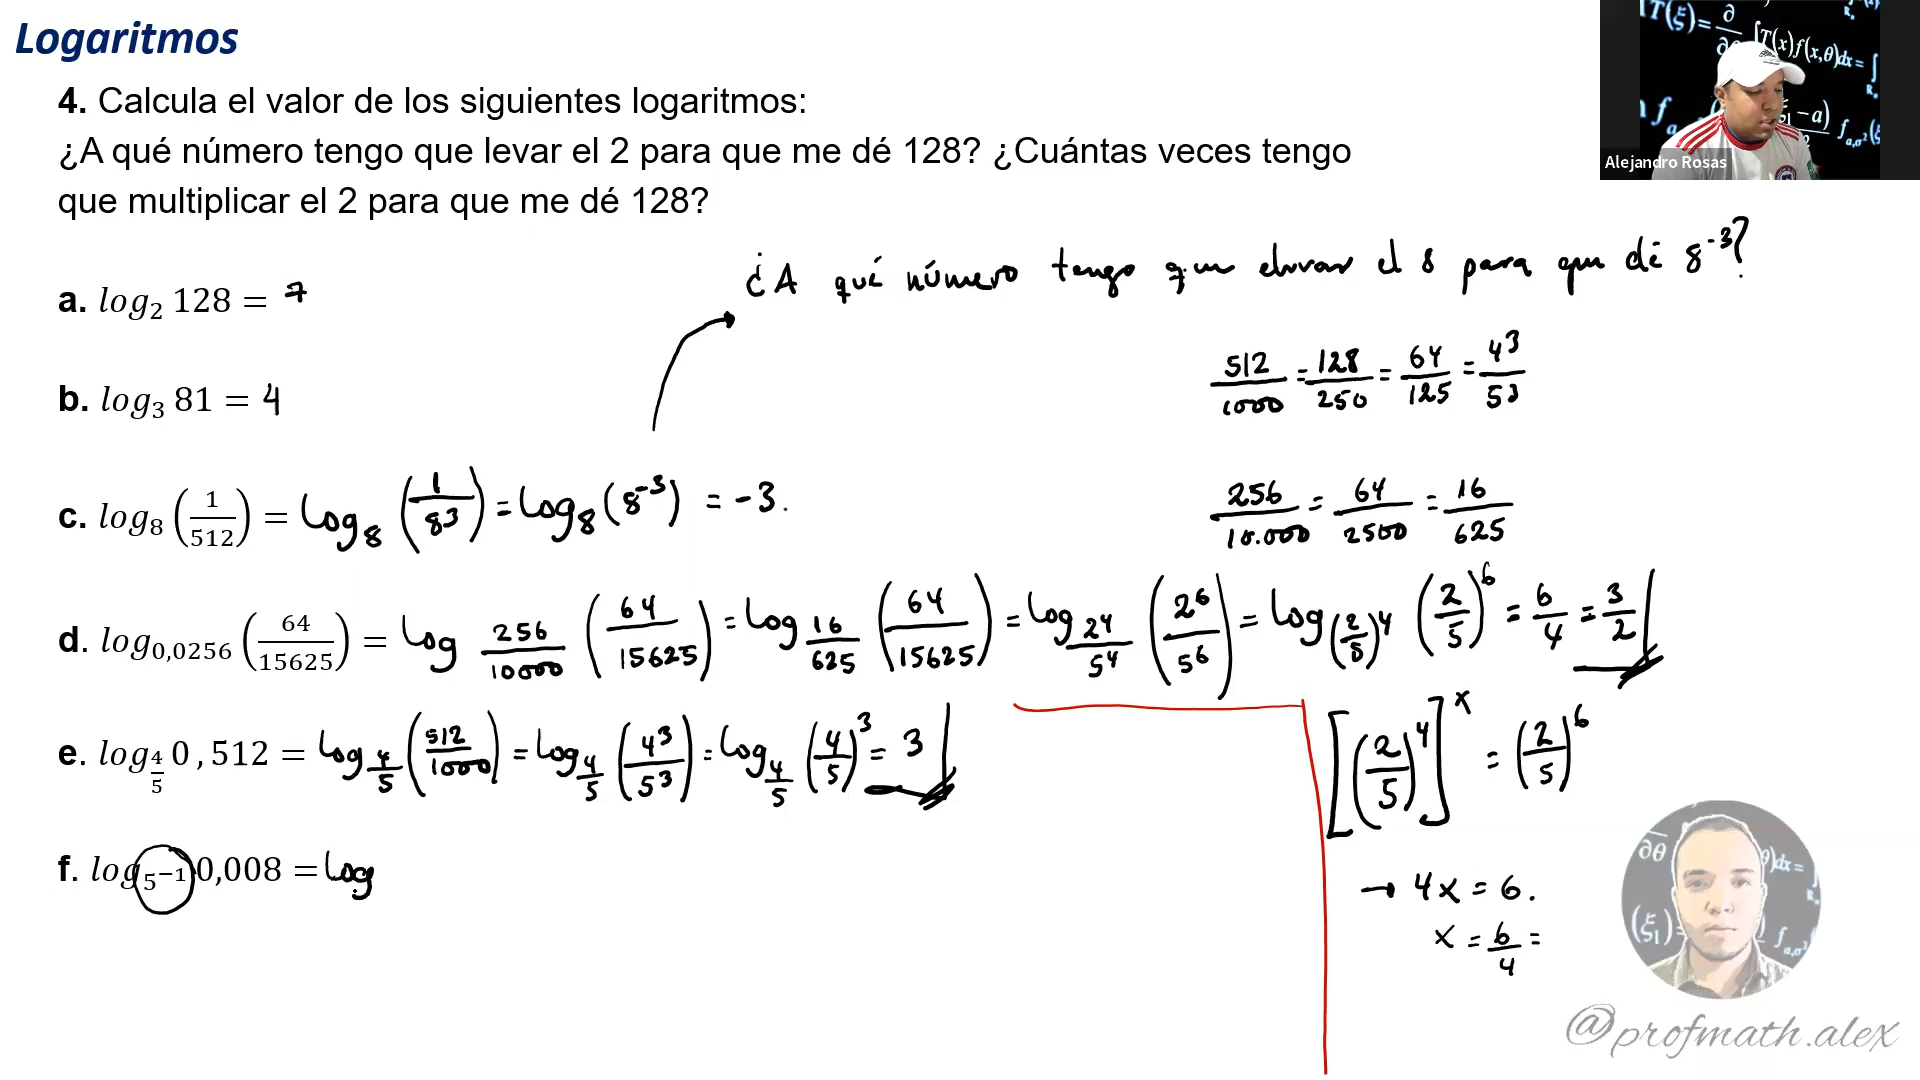 Logaritmos
4. Calcula el valor de los siguientes logaritmos:
¿A qué número tengo que levar el 2 para que me dé 128? ¿Cuántas veces tengo
que multiplicar el 2 para que me dé 128?
Alejandro Rosas
¿A qué número tengo que elevar el 8 para que dé 8⁻³?
a. log₂ 128 = 7
512/1000 = 128/250 = 64/125 = 4³/5³
b. log₃ 81 = 4
c. log₈ (1/512) = log₈ (1/8³) = log₈ (8⁻³) = -3.
256/10.000 = 64/2500 = 16/625
d. log₀,₀₂₅₆ (64/15625) = log 256/10000 (64/15625) = log 16/625 (64/15625) = log 2⁴/5⁴ (2⁶/5⁶) = log (2/5)⁴ (2/5)⁶ = 6/4 = 3/2
e. log 4/5 0,512 = log 4/5 (512/1000) = log 4/5 (4³/5³) = log 4/5 (4/5)³ = 3
[(2/5)⁴]ˣ = (2/5)⁶
f. log 5⁻¹ 0,008 = log
→ 4x = 6.
x = 6/4 =
@profmath.alex